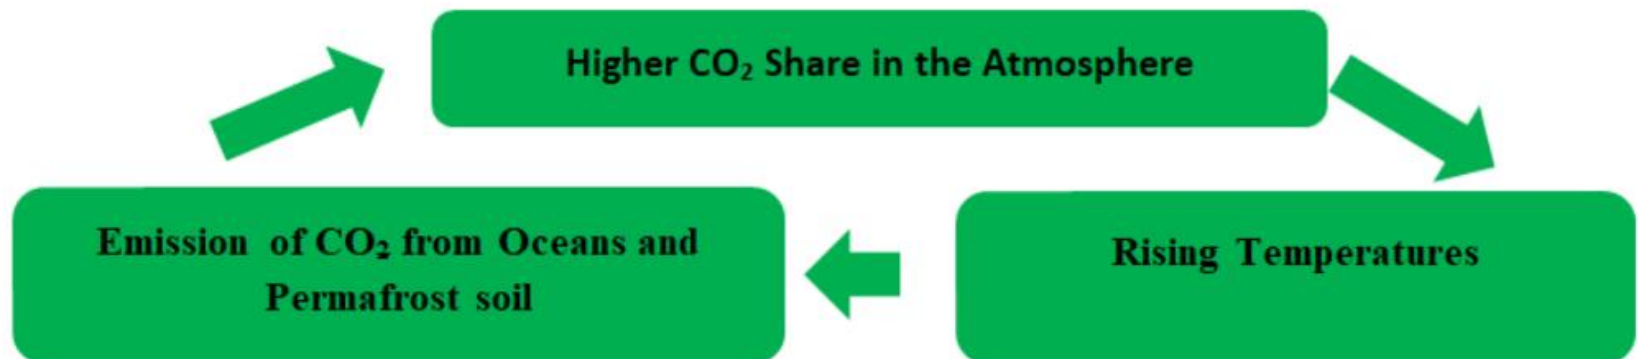 Higher CO₂ Share in the Atmosphere
Emission of CO₂ from Oceans and
Permafrost soil
Rising Temperatures